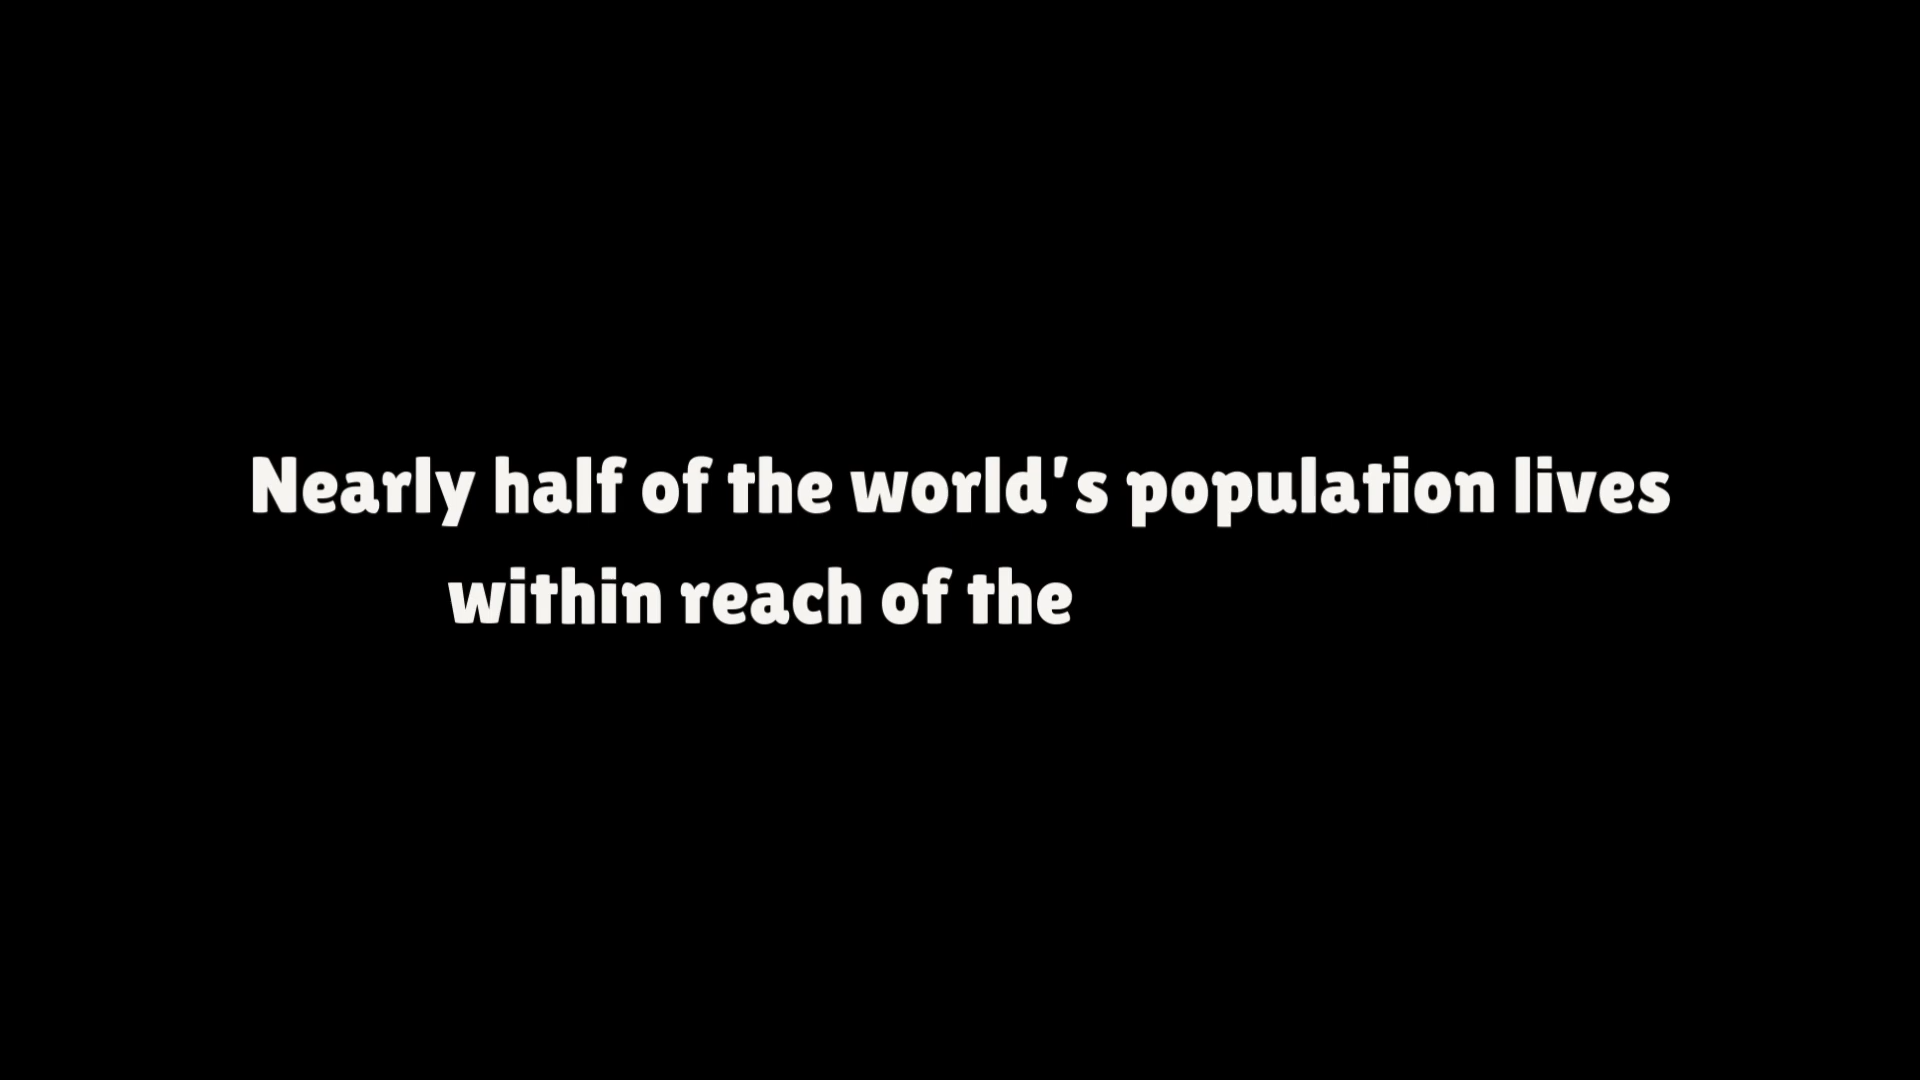 Nearly half of the world's population lives
within reach of the